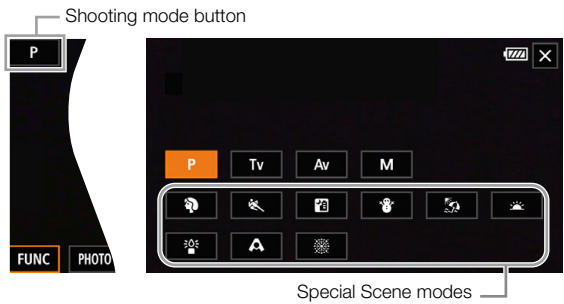 Shooting mode button
P
P Tv Av M
FUNC PHOTO
Special Scene modes